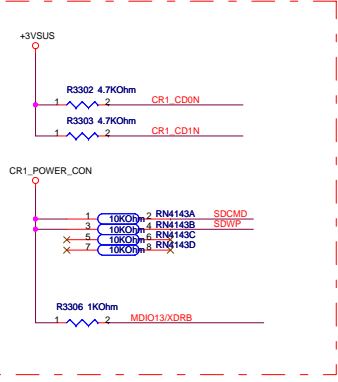 +3VSUS
R3302 4.7KOhm
1 2 CR1_CD0N
R3303 4.7KOhm
1 2 CR1_CD1N
CR1_POWER_CON
1 10KOhm 2 RN4143A SDCMD
3 10KOhm 4 RN4143B SDWP
5 10KOhm 6 RN4143C
7 10KOhm 8 RN4143D
R3306 1KOhm
1 2 MDIO13/XDRB